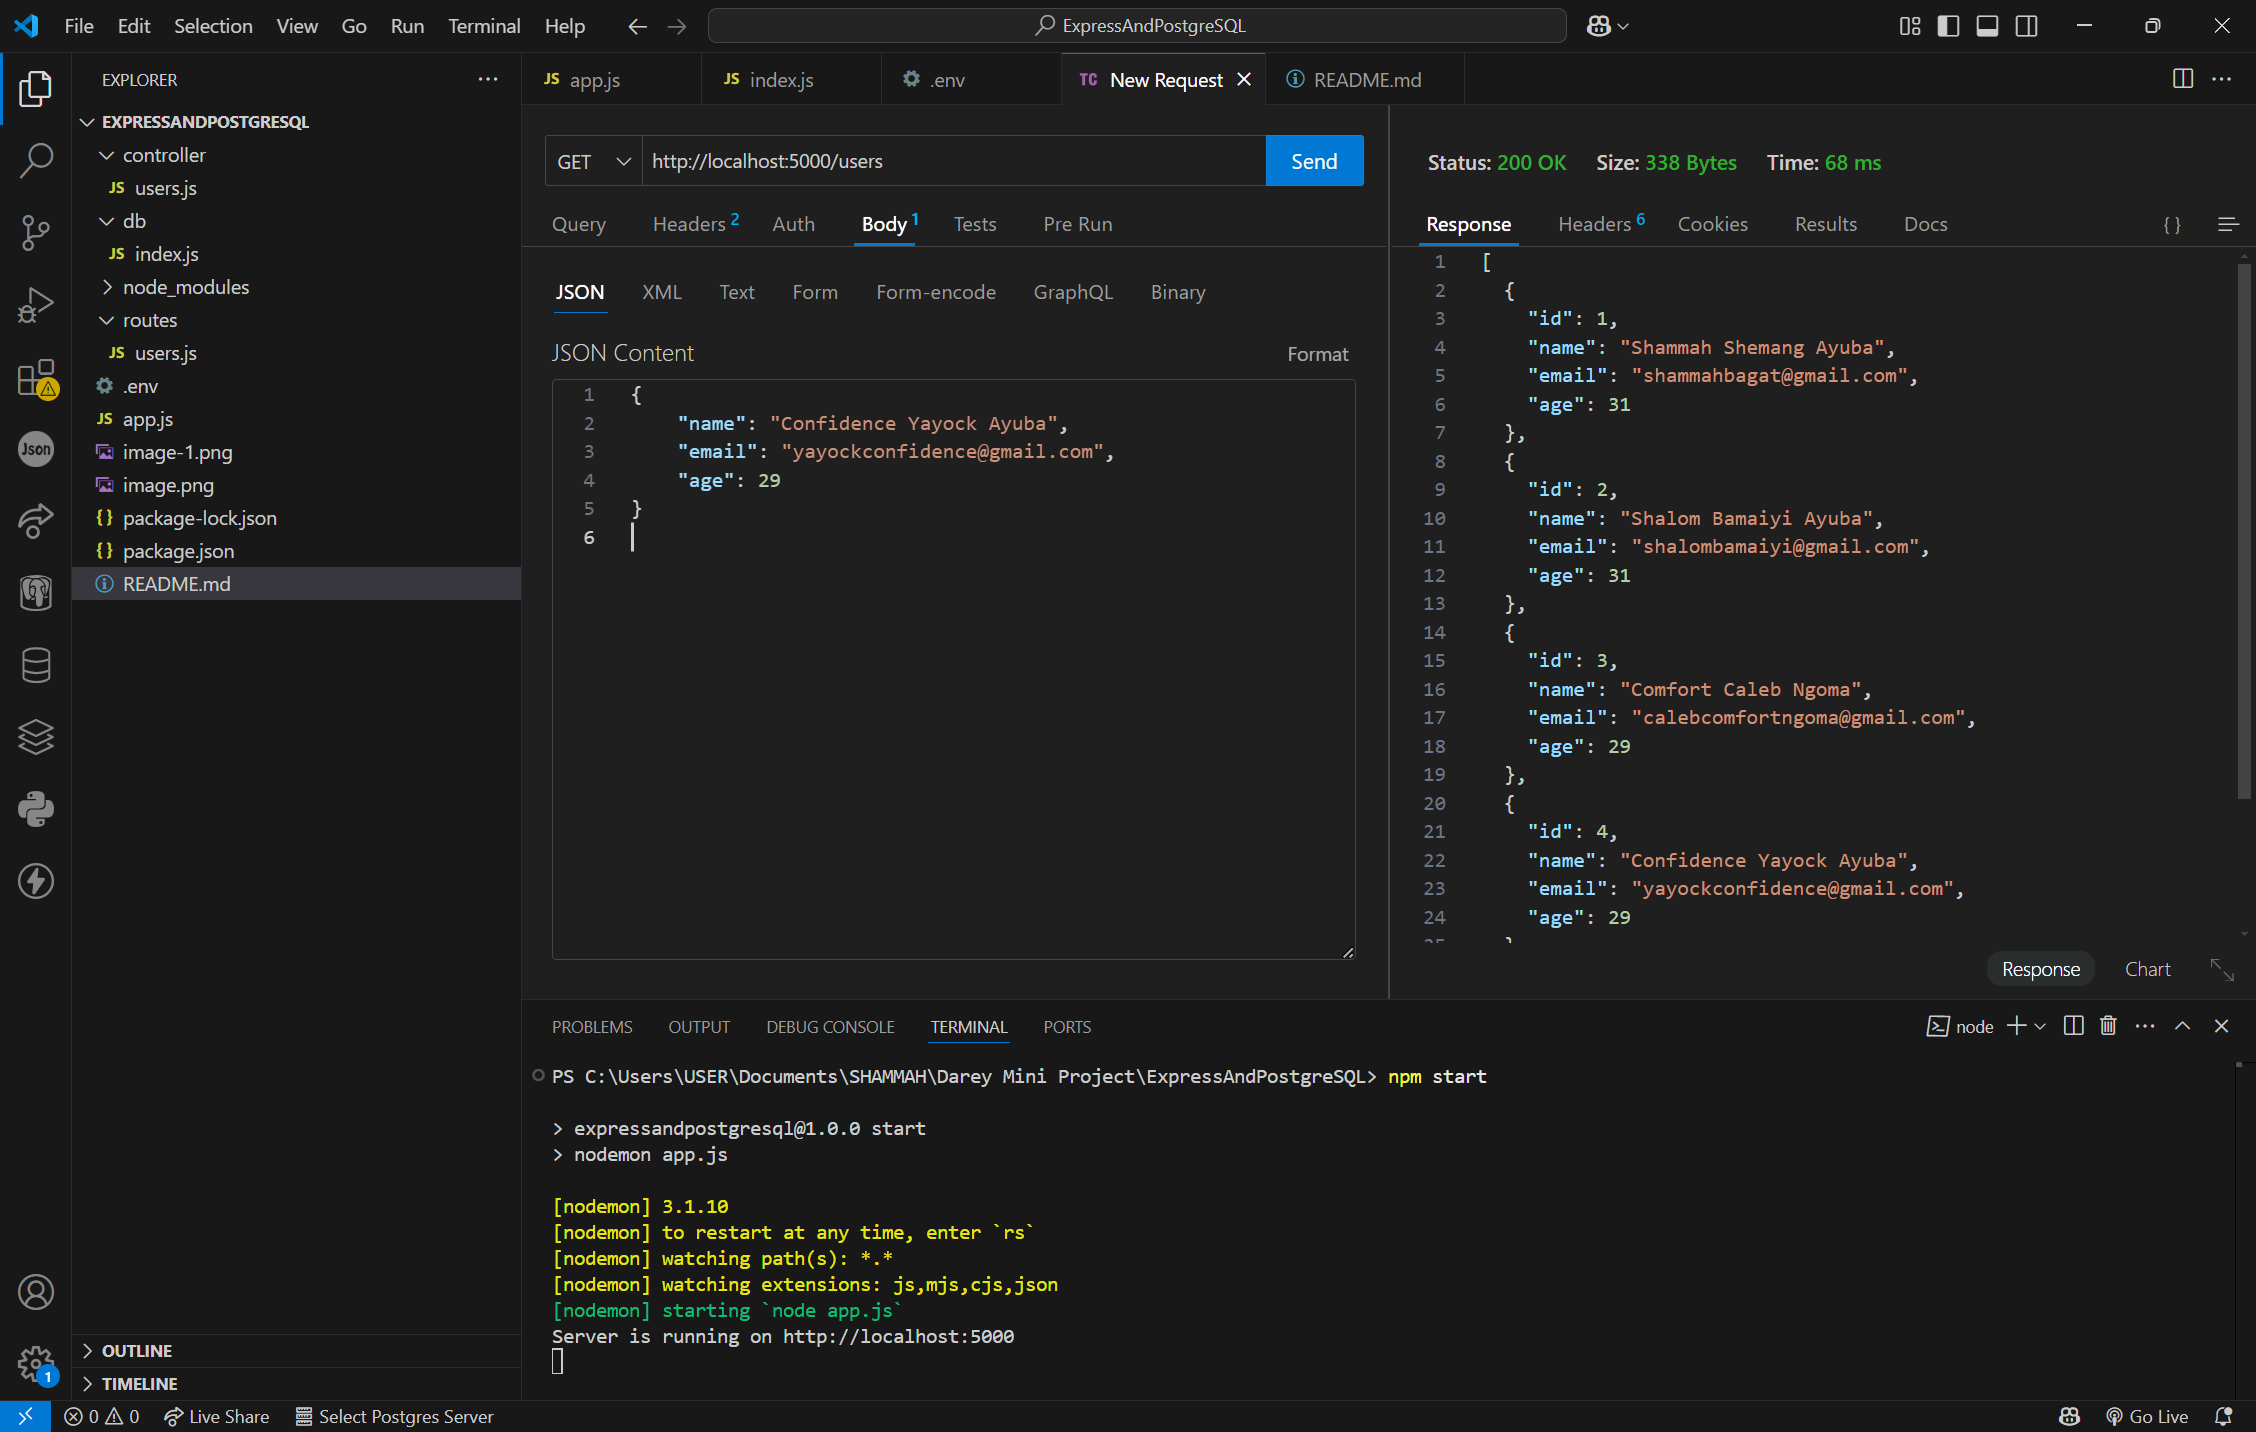 File Edit Selection View Go Run Terminal Help
ExpressAndPostgreSQL
EXPLORER
EXPRESSANDPOSTGRESQL
controller
JS users.js
db
JS index.js
node_modules
routes
JS users.js
.env
JS app.js
image-1.png
image.png
{} package-lock.json
{} package.json
README.md
OUTLINE
TIMELINE
Json
1
JS app.js
JS index.js
.env
TC New Request
README.md
GET http://localhost:5000/users Send
Query Headers 2 Auth Body 1 Tests Pre Run
JSON XML Text Form Form-encode GraphQL Binary
JSON Content Format
1 {
2 "name": "Confidence Yayock Ayuba",
3 "email": "yayockconfidence@gmail.com",
4 "age": 29
5 }
6
Status: 200 OK Size: 338 Bytes Time: 68 ms
Response Headers 6 Cookies Results Docs { }
1 [
2 {
3 "id": 1,
4 "name": "Shammah Shemang Ayuba",
5 "email": "shammahbagat@gmail.com",
6 "age": 31
7 },
8 {
9 "id": 2,
10 "name": "Shalom Bamaiyi Ayuba",
11 "email": "shalombamaiyi@gmail.com",
12 "age": 31
13 },
14 {
15 "id": 3,
16 "name": "Comfort Caleb Ngoma",
17 "email": "calebcomfortngoma@gmail.com",
18 "age": 29
19 },
20 {
21 "id": 4,
22 "name": "Confidence Yayock Ayuba",
23 "email": "yayockconfidence@gmail.com",
24 "age": 29
Response Chart
PROBLEMS OUTPUT DEBUG CONSOLE TERMINAL PORTS
node
PS C:\Users\USER\Documents\SHAMMAH\Darey Mini Project\ExpressAndPostgreSQL> npm start
> expressandpostgresql@1.0.0 start
> nodemon app.js
[nodemon] 3.1.10
[nodemon] to restart at any time, enter `rs`
[nodemon] watching path(s): *.*
[nodemon] watching extensions: js,mjs,cjs,json
[nodemon] starting `node app.js`
Server is running on http://localhost:5000
0 0 Live Share Select Postgres Server
Go Live